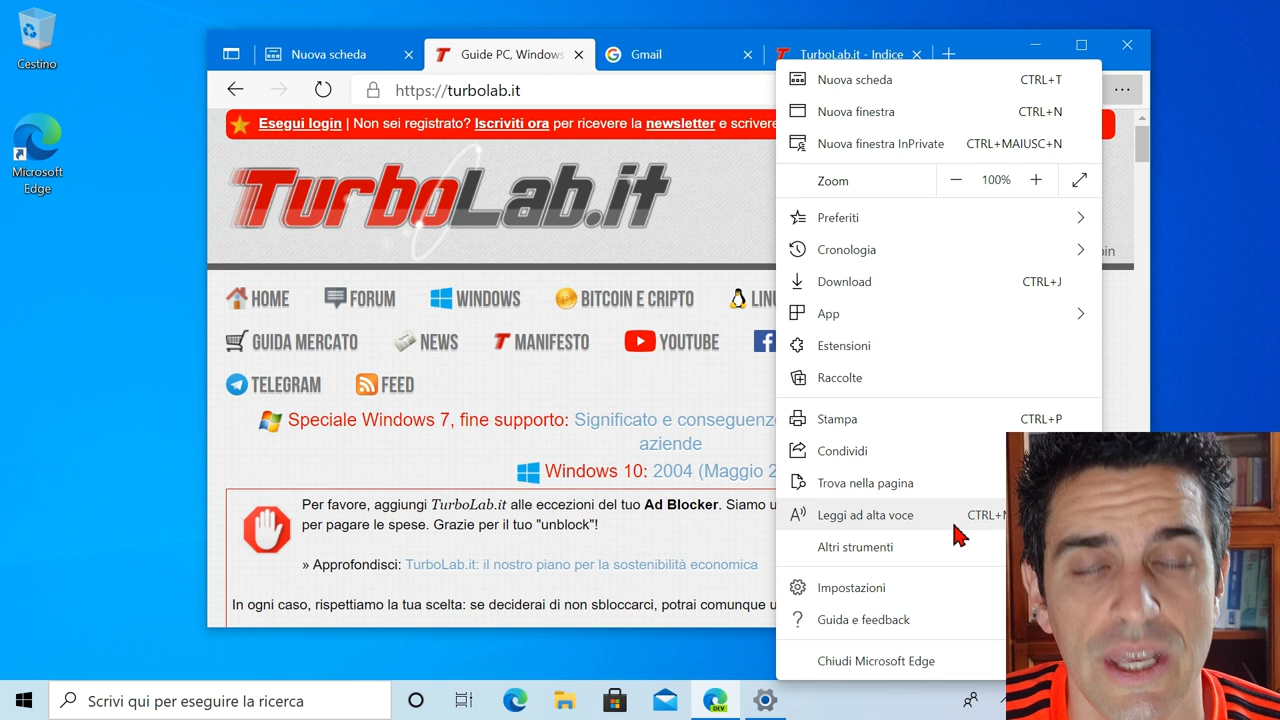 Cestino
Microsoft
Edge
Nuova scheda
Guide PC, Windows
Gmail
TurboLab.it - Indice
https://turbolab.it
Esegui login | Non sei registrato? Iscriviti ora per ricevere la newsletter e scrivere
TurboLab.it
HOME
FORUM
WINDOWS
BITCOIN E CRIPTO
GUIDA MERCATO
NEWS
MANIFESTO
YOUTUBE
TELEGRAM
FEED
Speciale Windows 7, fine supporto: Significato e
aziende
Windows 10: 2004 (Maggio
Per favore, aggiungi TurboLab.it alle eccezioni del tuo Ad Blocker. Siamo
per pagare le spese. Grazie per il tuo "unblock"!
» Approfondisci: TurboLab.it: il nostro piano per la sostenibilità economica
In ogni caso, rispettiamo la tua scelta: se deciderai di non sbloccarci, potrai comunque
Nuova scheda CTRL+T
Nuova finestra CTRL+N
Nuova finestra InPrivate CTRL+MAIUSC+N
Zoom 100%
Preferiti
Cronologia
Download CTRL+J
App
Estensioni
Raccolte
Stampa CTRL+P
Condividi
Trova nella pagina
Leggi ad alta voce
Altri strumenti
Impostazioni
Guida e feedback
Chiudi Microsoft Edge
Scrivi qui per eseguire la ricerca
DEV